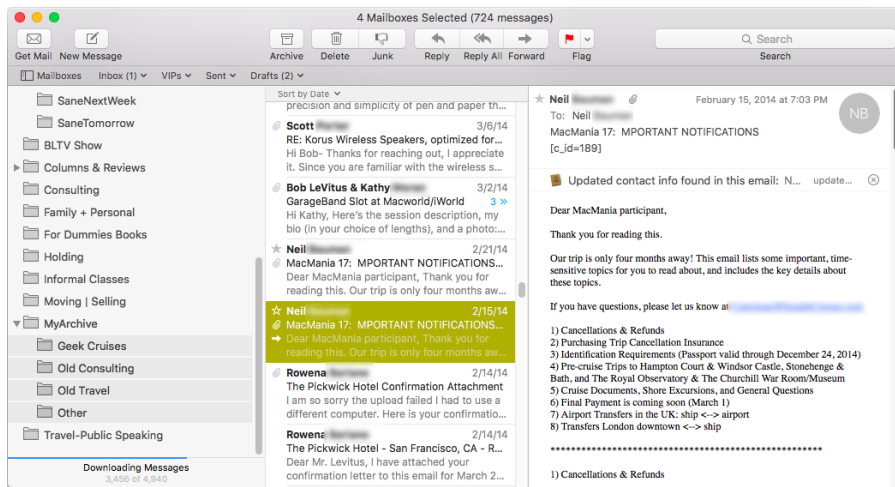 4 Mailboxes Selected (724 messages)
Get Mail New Message Archive Delete Junk Reply Reply All Forward Flag Search
Search
Mailboxes Inbox (1) VIPs Sent Drafts (2)
SaneNextWeek
SaneTomorrow
BLTV Show
Columns & Reviews
Consulting
Family + Personal
For Dummies Books
Holding
Informal Classes
Moving | Selling
MyArchive
Geek Cruises
Old Consulting
Old Travel
Other
Travel-Public Speaking
Downloading Messages
3,456 of 4,940
Sort by Date
precision and simplicity of pen and paper th...
Scott 3/6/14
RE: Korus Wireless Speakers, optimized for...
Hi Bob- Thanks for reaching out, I appreciate
it. Since you are familiar with the wireless s...
Bob LeVitus & Kathy 3/2/14
GarageBand Slot at Macworld/iWorld 3 »
Hi Kathy, Here's the session description, my
bio (in your choice of lengths), and a photo:...
Neil 2/21/14
MacMania 17: MPORTANT NOTIFICATIONS...
Dear MacMania participant, Thank you for
reading this. Our trip is only four months aw...
Neil 2/15/14
MacMania 17: MPORTANT NOTIFICATIONS...
Dear MacMania participant, Thank you for
reading this. Our trip is only four months aw...
Rowena 2/14/14
The Pickwick Hotel Confirmation Attachment
I am so sorry the upload failed I had to use a
different computer. Here is your confirmatio...
Rowena 2/14/14
The Pickwick Hotel - San Francisco, CA - R...
Dear Mr. Levitus, I have attached your
confirmation letter to this email for March 2...
Neil February 15, 2014 at 7:03 PM
NB
To: Neil
MacMania 17: MPORTANT NOTIFICATIONS
[c_id=189]
Updated contact info found in this email: N... update...
Dear MacMania participant,
Thank you for reading this.
Our trip is only four months away! This email lists some important, time-
sensitive topics for you to read about, and includes the key details about
these topics.
If you have questions, please let us know at
1) Cancellations & Refunds
2) Purchasing Trip Cancellation Insurance
3) Identification Requirements (Passport valid through December 24, 2014)
4) Pre-cruise Trips to Hampton Court & Windsor Castle, Stonehenge &
Bath, and The Royal Observatory & The Churchill War Room/Museum
5) Cruise Documents, Shore Excursions, and General Questions
6) Final Payment is coming soon (March 1)
7) Airport Transfers in the UK: ship <--> airport
8) Transfers London downtown <--> ship
******************************************************
1) Cancellations & Refunds